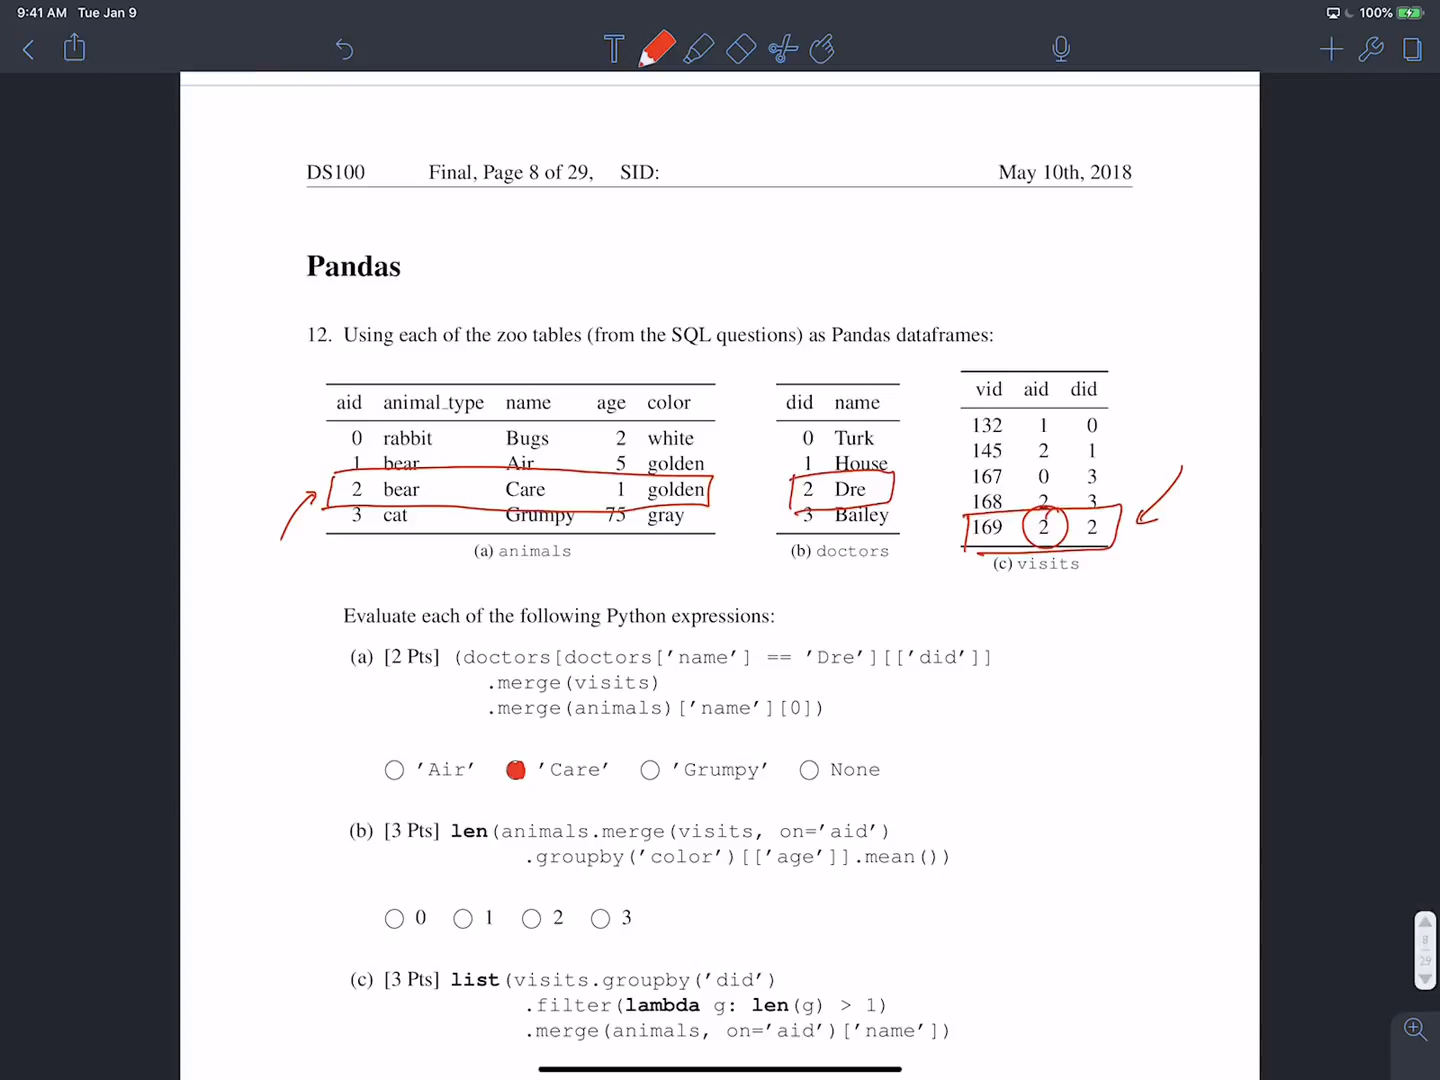 9:41 AM Tue Jan 9 100%
DS100 Final, Page 8 of 29, SID: May 10th, 2018
Pandas
12. Using each of the zoo tables (from the SQL questions) as Pandas dataframes:
aid animal_type name age color
0 rabbit Bugs 2 white
1 bear Air 5 golden
2 bear Care 1 golden
3 cat Grumpy 75 gray
(a) animals
did name
0 Turk
1 House
2 Dre
3 Bailey
(b) doctors
vid aid did
132 1 0
145 2 1
167 0 3
168 2 3
169 2 2
(c) visits
Evaluate each of the following Python expressions:
(a) [2 Pts] (doctors[doctors['name'] == 'Dre'][['did']]
.merge(visits)
.merge(animals)['name'][0])
'Air' 'Care' 'Grumpy' None
(b) [3 Pts] len(animals.merge(visits, on='aid')
.groupby('color')[['age']].mean())
0 1 2 3
(c) [3 Pts] list(visits.groupby('did')
.filter(lambda g: len(g) > 1)
.merge(animals, on='aid')['name'])
8
29